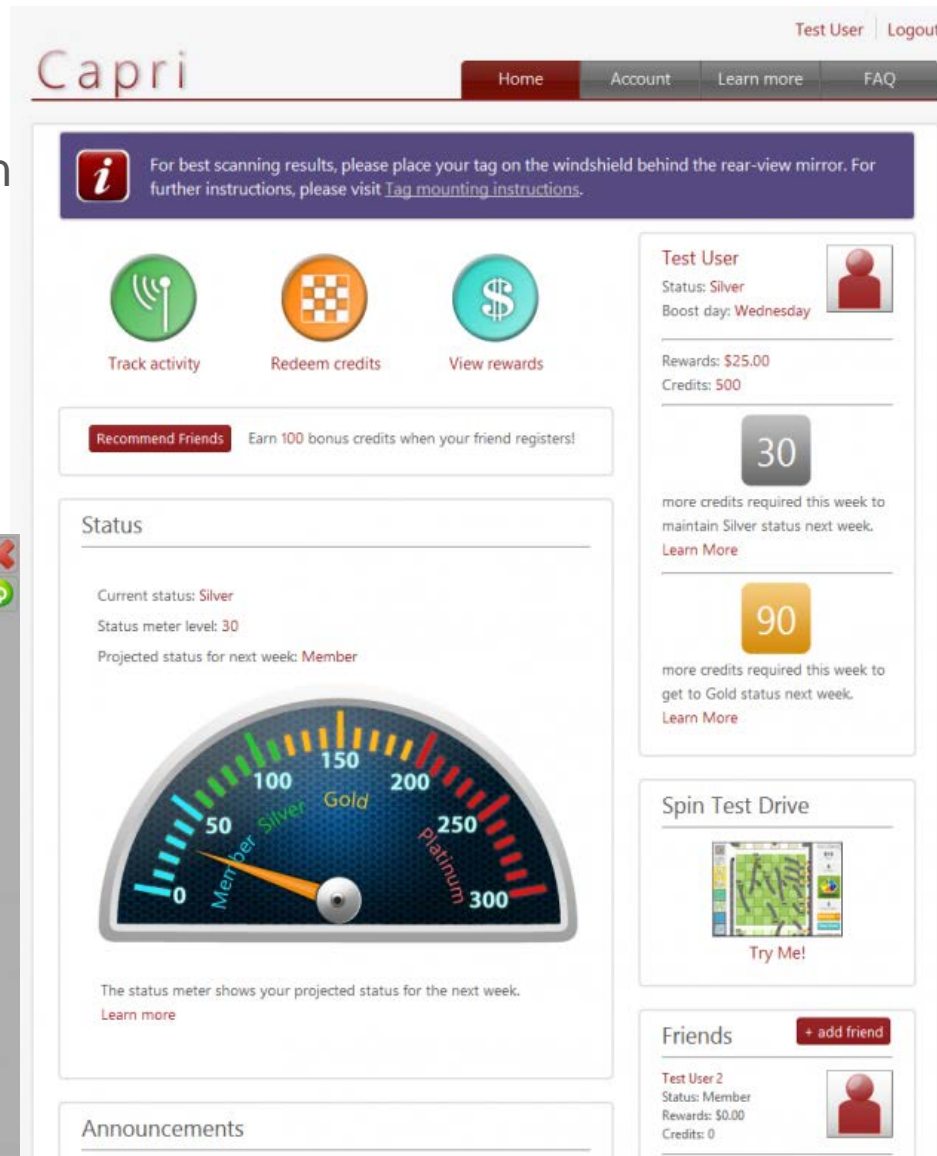 Test User
Logout
Capri
Home
Account
Learn more
FAQ
For best scanning results, please place your tag on the windshield behind the rear-view mirror. For
further instructions, please visit Tag mounting instructions.
Track activity
Redeem credits
View rewards
Recommend Friends
Earn 100 bonus credits when your friend registers!
Status
Current status: Silver
Status meter level: 30
Projected status for next week: Member
0
50
100
150
200
250
300
Member
Silver
Gold
Platinum
The status meter shows your projected status for the next week.
Learn more
Announcements
Test User
Status: Silver
Boost day: Wednesday
Rewards: $25.00
Credits: 500
30
more credits required this week to
maintain Silver status next week.
Learn More
90
more credits required this week to
get to Gold status next week.
Learn More
Spin Test Drive
Try Me!
Friends
+ add friend
Test User 2
Status: Member
Rewards: $0.00
Credits: 0